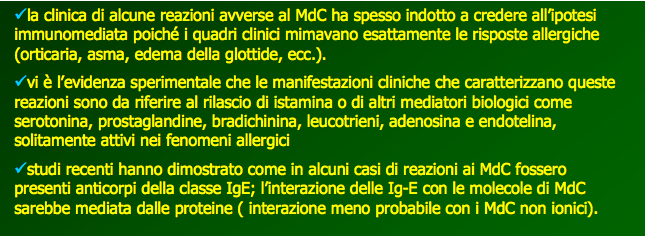 ✓la clinica di alcune reazioni avverse al MdC ha spesso indotto a credere all’ipotesi
immunomediata poiché i quadri clinici mimavano esattamente le risposte allergiche
(orticaria, asma, edema della glottide, ecc.).
✓vi è l’evidenza sperimentale che le manifestazioni cliniche che caratterizzano queste
reazioni sono da riferire al rilascio di istamina o di altri mediatori biologici come
serotonina, prostaglandine, bradichinina, leucotrieni, adenosina e endotelina,
solitamente attivi nei fenomeni allergici
✓studi recenti hanno dimostrato come in alcuni casi di reazioni ai MdC fossero
presenti anticorpi della classe IgE; l’interazione delle Ig-E con le molecole di MdC
sarebbe mediata dalle proteine ( interazione meno probabile con i MdC non ionici).